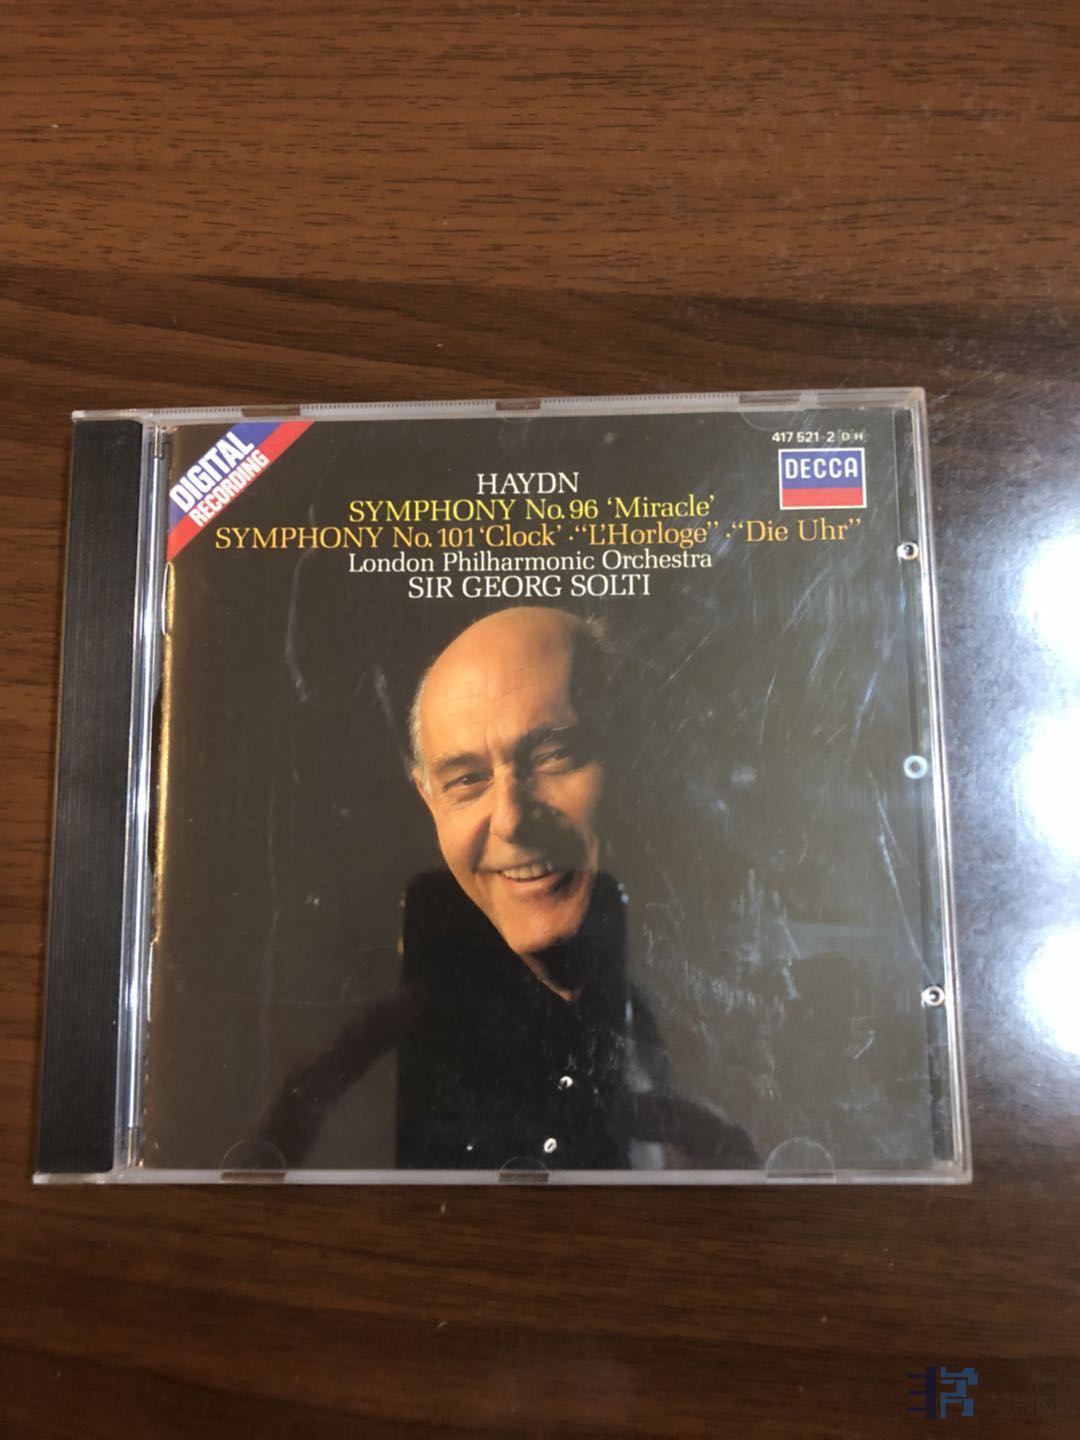 DIGITAL
RECORDING
417 521-2 DH
DECCA
HAYDN
SYMPHONY No. 96 ‘Miracle’
SYMPHONY No. 101 ‘Clock’ · “L’Horloge” · “Die Uhr”
London Philharmonic Orchestra
SIR GEORG SOLTI